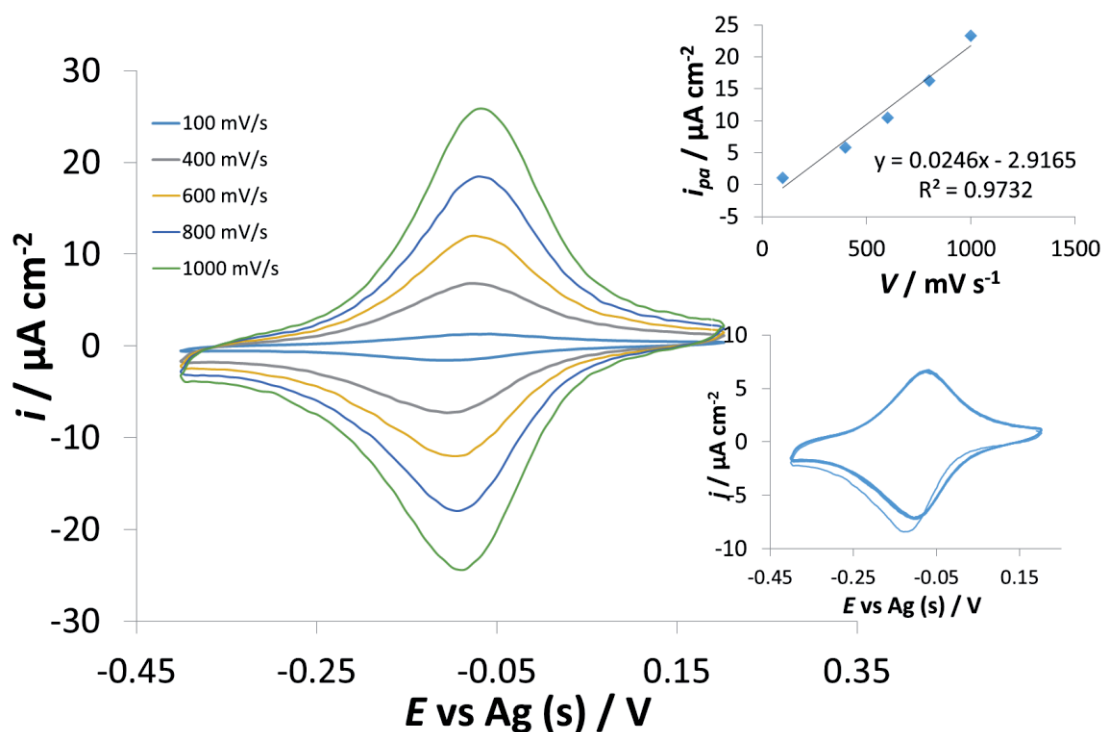 30
20
10
0
-10
-20
-30
i / µA cm-2
100 mV/s
400 mV/s
600 mV/s
800 mV/s
1000 mV/s
-0.45
-0.25
-0.05
0.15
0.35
E vs Ag (s) / V
25
20
15
10
5
0
-5
ipa / µA cm-2
y = 0.0246x - 2.9165
R² = 0.9732
0
500
1000
1500
V / mV s-1
10
5
0
-5
-10
i / µA cm-2
-0.45
-0.25
-0.05
0.15
E vs Ag (s) / V